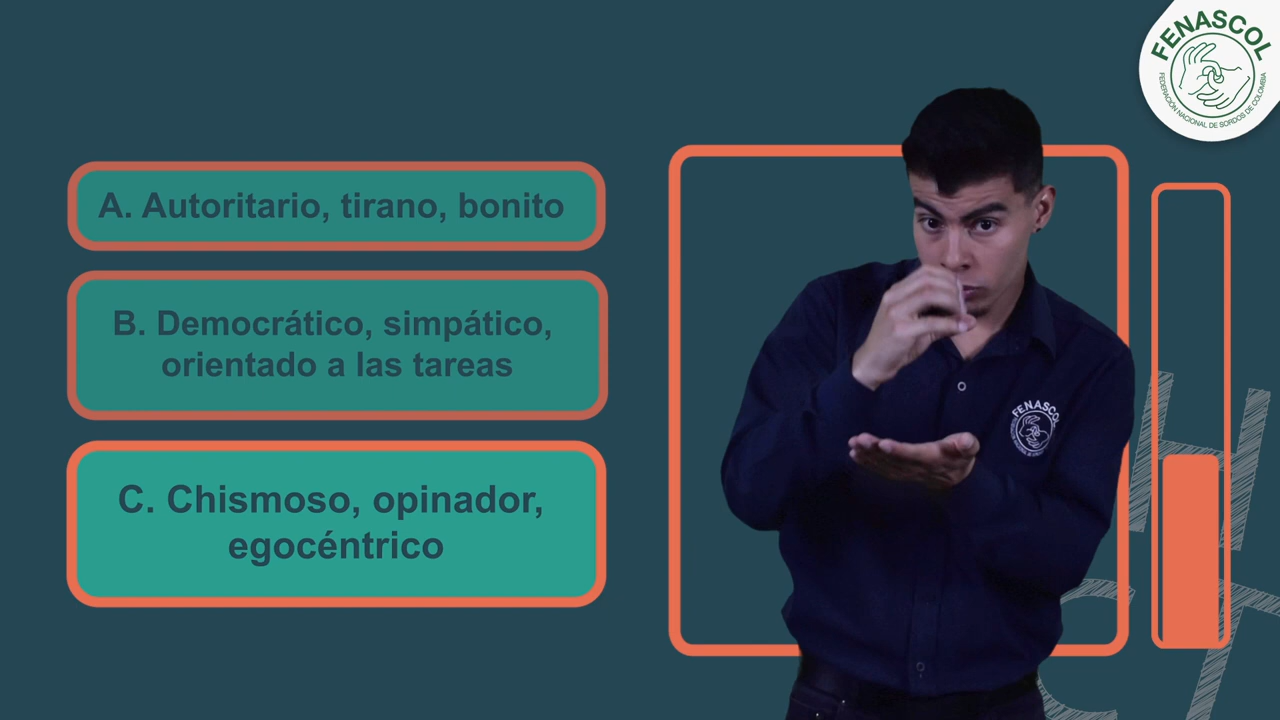 FENASCOL
FEDERACIÓN NACIONAL DE SORDOS DE COLOMBIA
A. Autoritario, tirano, bonito
B. Democrático, simpático,
orientado a las tareas
C. Chismoso, opinador,
egocéntrico
FENASCOL